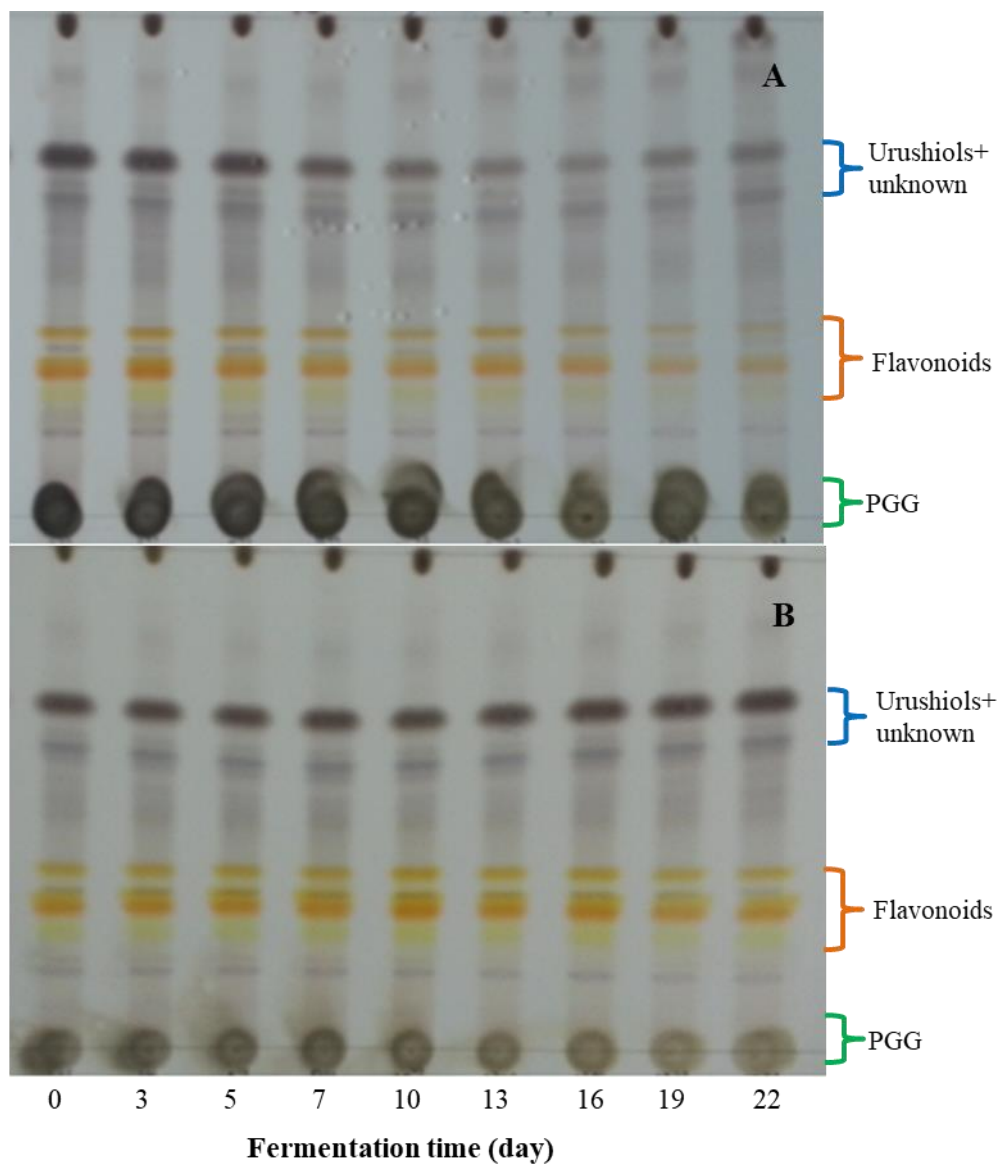 A
Urushiols+
unknown
Flavonoids
PGG
B
Urushiols+
unknown
Flavonoids
PGG
0 3 5 7 10 13 16 19 22
Fermentation time (day)